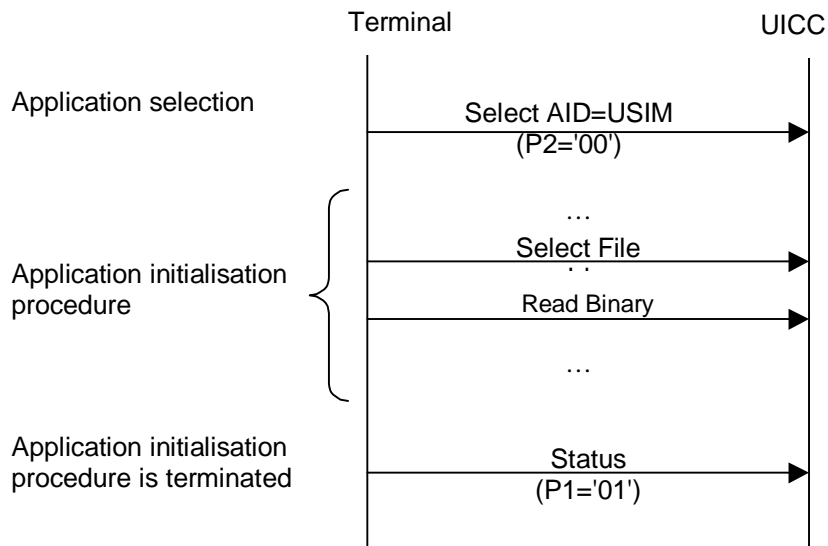 Terminal
UICC
Application selection
Select AID=USIM
(P2='00')
...
Select File
. .
Application initialisation
procedure
Read Binary
...
Application initialisation
procedure is terminated
Status
(P1='01')